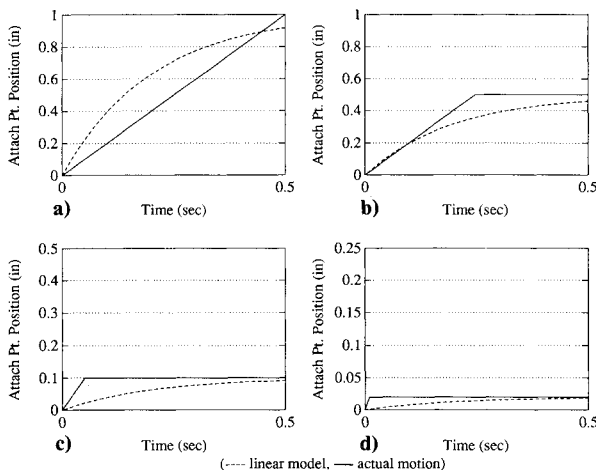 a)
Attach Pt. Position (in)
1
0.8
0.6
0.4
0.2
0
0
0.5
Time (sec)
b)
Attach Pt. Position (in)
1
0.8
0.6
0.4
0.2
0
0
0.5
Time (sec)
c)
Attach Pt. Position (in)
0.5
0.4
0.3
0.2
0.1
0
0
0.5
Time (sec)
d)
Attach Pt. Position (in)
0.25
0.2
0.15
0.1
0.05
0
0
0.5
Time (sec)
(---- linear model, — actual motion)